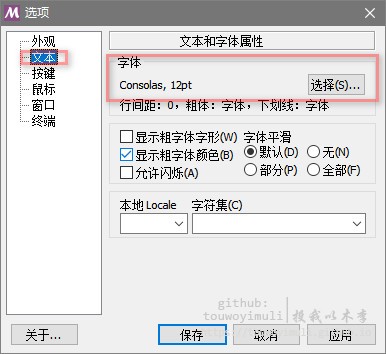 选项
外观
文本
按键
鼠标
窗口
终端
文本和字体属性
字体
Consolas, 12pt
选择(S)...
行间距：0，粗体：字体，下划线：字体
显示粗字体字形(W)
显示粗字体颜色(B)
允许闪烁(A)
字体平滑
默认(D)
无(N)
部分(P)
全部(F)
本地 Locale
字符集(C)
github:
touwoyimuli
投我以木李
关于...
保存
取消
应用